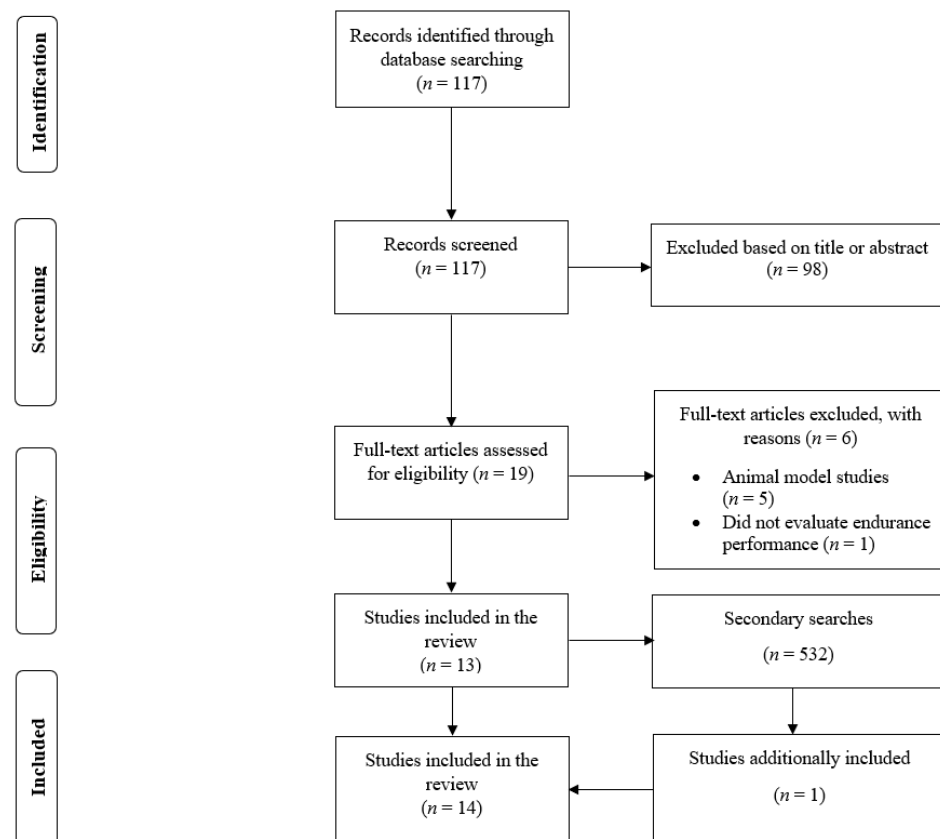 Identification
Records identified through
database searching
(n = 117)
Screening
Records screened
(n = 117)
Excluded based on title or abstract
(n = 98)
Eligibility
Full-text articles assessed
for eligibility (n = 19)
Full-text articles excluded, with
reasons (n = 6)
• Animal model studies
(n = 5)
• Did not evaluate endurance
performance (n = 1)
Studies included in the
review
(n = 13)
Secondary searches
(n = 532)
Included
Studies included in the
review
(n = 14)
Studies additionally included
(n = 1)